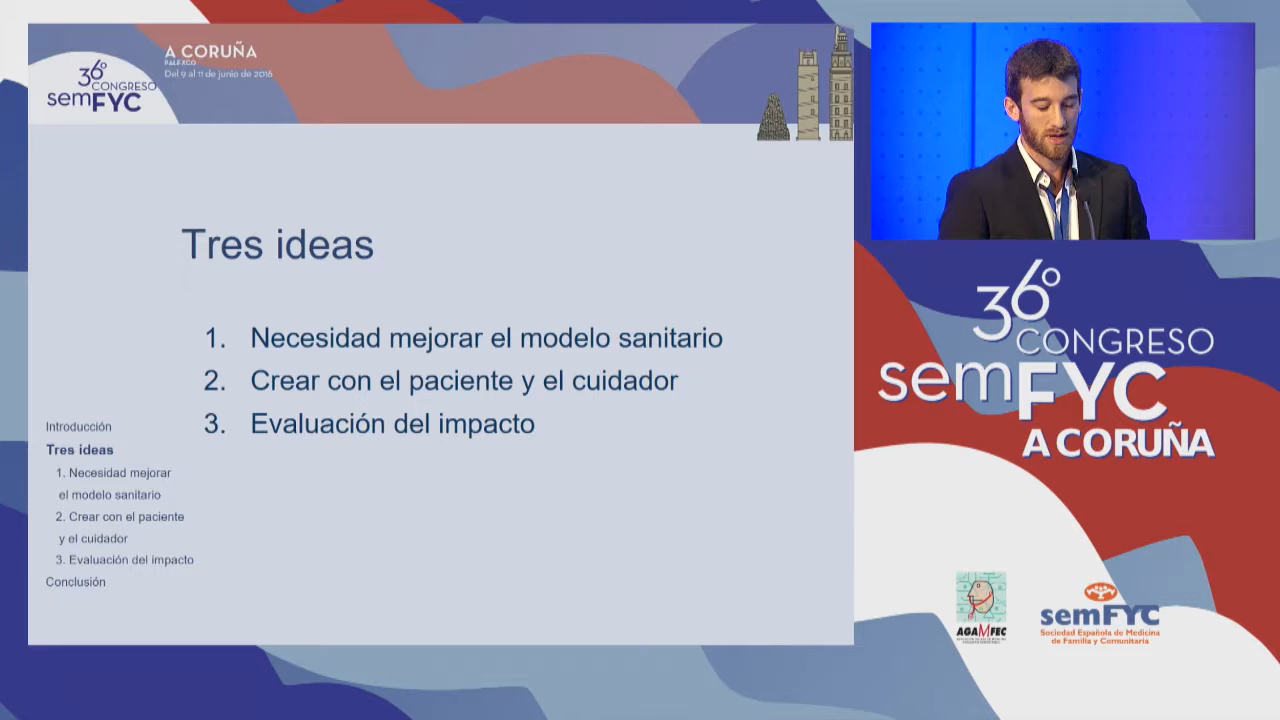 36º
CONGRESO
semFYC
A CORUÑA
PALEXCO
Del 9 al 11 de junio de 2016
Tres ideas
1. Necesidad mejorar el modelo sanitario
2. Crear con el paciente y el cuidador
3. Evaluación del impacto
Introducción
Tres ideas
1. Necesidad mejorar
el modelo sanitario
2. Crear con el paciente
y el cuidador
3. Evaluación del impacto
Conclusión
36º
CONGRESO
semFYC
A CORUÑA
AGAMFEC
semFYC
Sociedad Española de Medicina
de Familia y Comunitaria